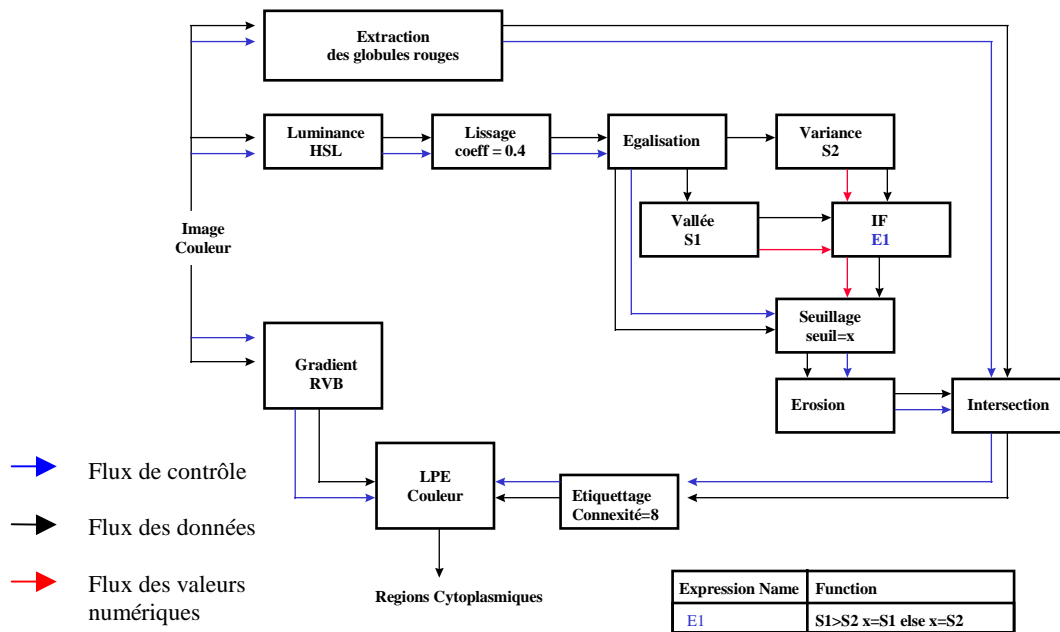 Extraction
des globules rouges
Luminance
HSL
Lissage
coeff = 0.4
Egalisation
Variance
S2
Vallée
S1
IF
E1
Image
Couleur
Seuillage
seuil=x
Gradient
RVB
Erosion
Intersection
LPE
Couleur
Etiquettage
Connexité=8
Regions Cytoplasmiques
Flux de contrôle
Flux des données
Flux des valeurs
numériques
Expression Name Function
E1 S1>S2 x=S1 else x=S2